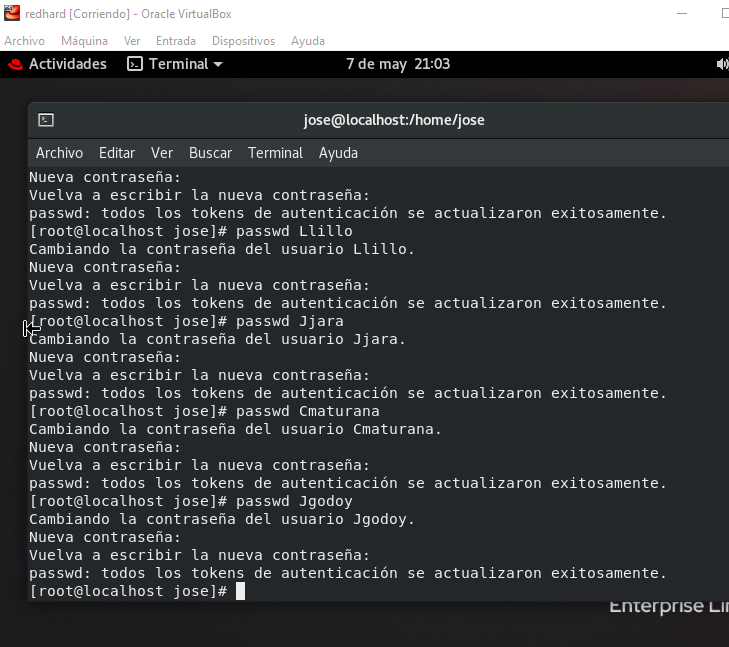 redhard [Corriendo] - Oracle VirtualBox
Archivo Máquina Ver Entrada Dispositivos Ayuda
Actividades Terminal 7 de may 21:03
jose@localhost:/home/jose
Archivo Editar Ver Buscar Terminal Ayuda
Nueva contraseña:
Vuelva a escribir la nueva contraseña:
passwd: todos los tokens de autenticación se actualizaron exitosamente.
[root@localhost jose]# passwd Llillo
Cambiando la contraseña del usuario Llillo.
Nueva contraseña:
Vuelva a escribir la nueva contraseña:
passwd: todos los tokens de autenticación se actualizaron exitosamente.
[root@localhost jose]# passwd Jjara
Cambiando la contraseña del usuario Jjara.
Nueva contraseña:
Vuelva a escribir la nueva contraseña:
passwd: todos los tokens de autenticación se actualizaron exitosamente.
[root@localhost jose]# passwd Cmaturana
Cambiando la contraseña del usuario Cmaturana.
Nueva contraseña:
Vuelva a escribir la nueva contraseña:
passwd: todos los tokens de autenticación se actualizaron exitosamente.
[root@localhost jose]# passwd Jgodoy
Cambiando la contraseña del usuario Jgodoy.
Nueva contraseña:
Vuelva a escribir la nueva contraseña:
passwd: todos los tokens de autenticación se actualizaron exitosamente.
[root@localhost jose]#
Enterprise